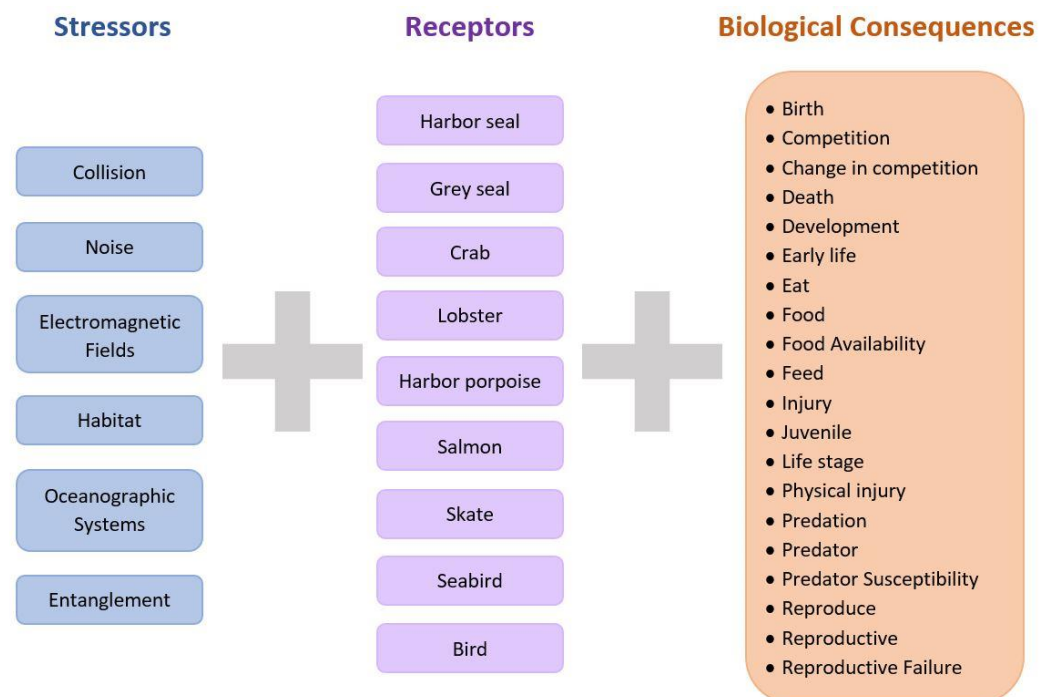 Stressors
Collision
Noise
Electromagnetic
Fields
Habitat
Oceanographic
Systems
Entanglement
Receptors
Harbor seal
Grey seal
Crab
Lobster
Harbor porpoise
Salmon
Skate
Seabird
Bird
Biological Consequences
• Birth
• Competition
• Change in competition
• Death
• Development
• Early life
• Eat
• Food
• Food Availability
• Feed
• Injury
• Juvenile
• Life stage
• Physical injury
• Predation
• Predator
• Predator Susceptibility
• Reproduce
• Reproductive
• Reproductive Failure